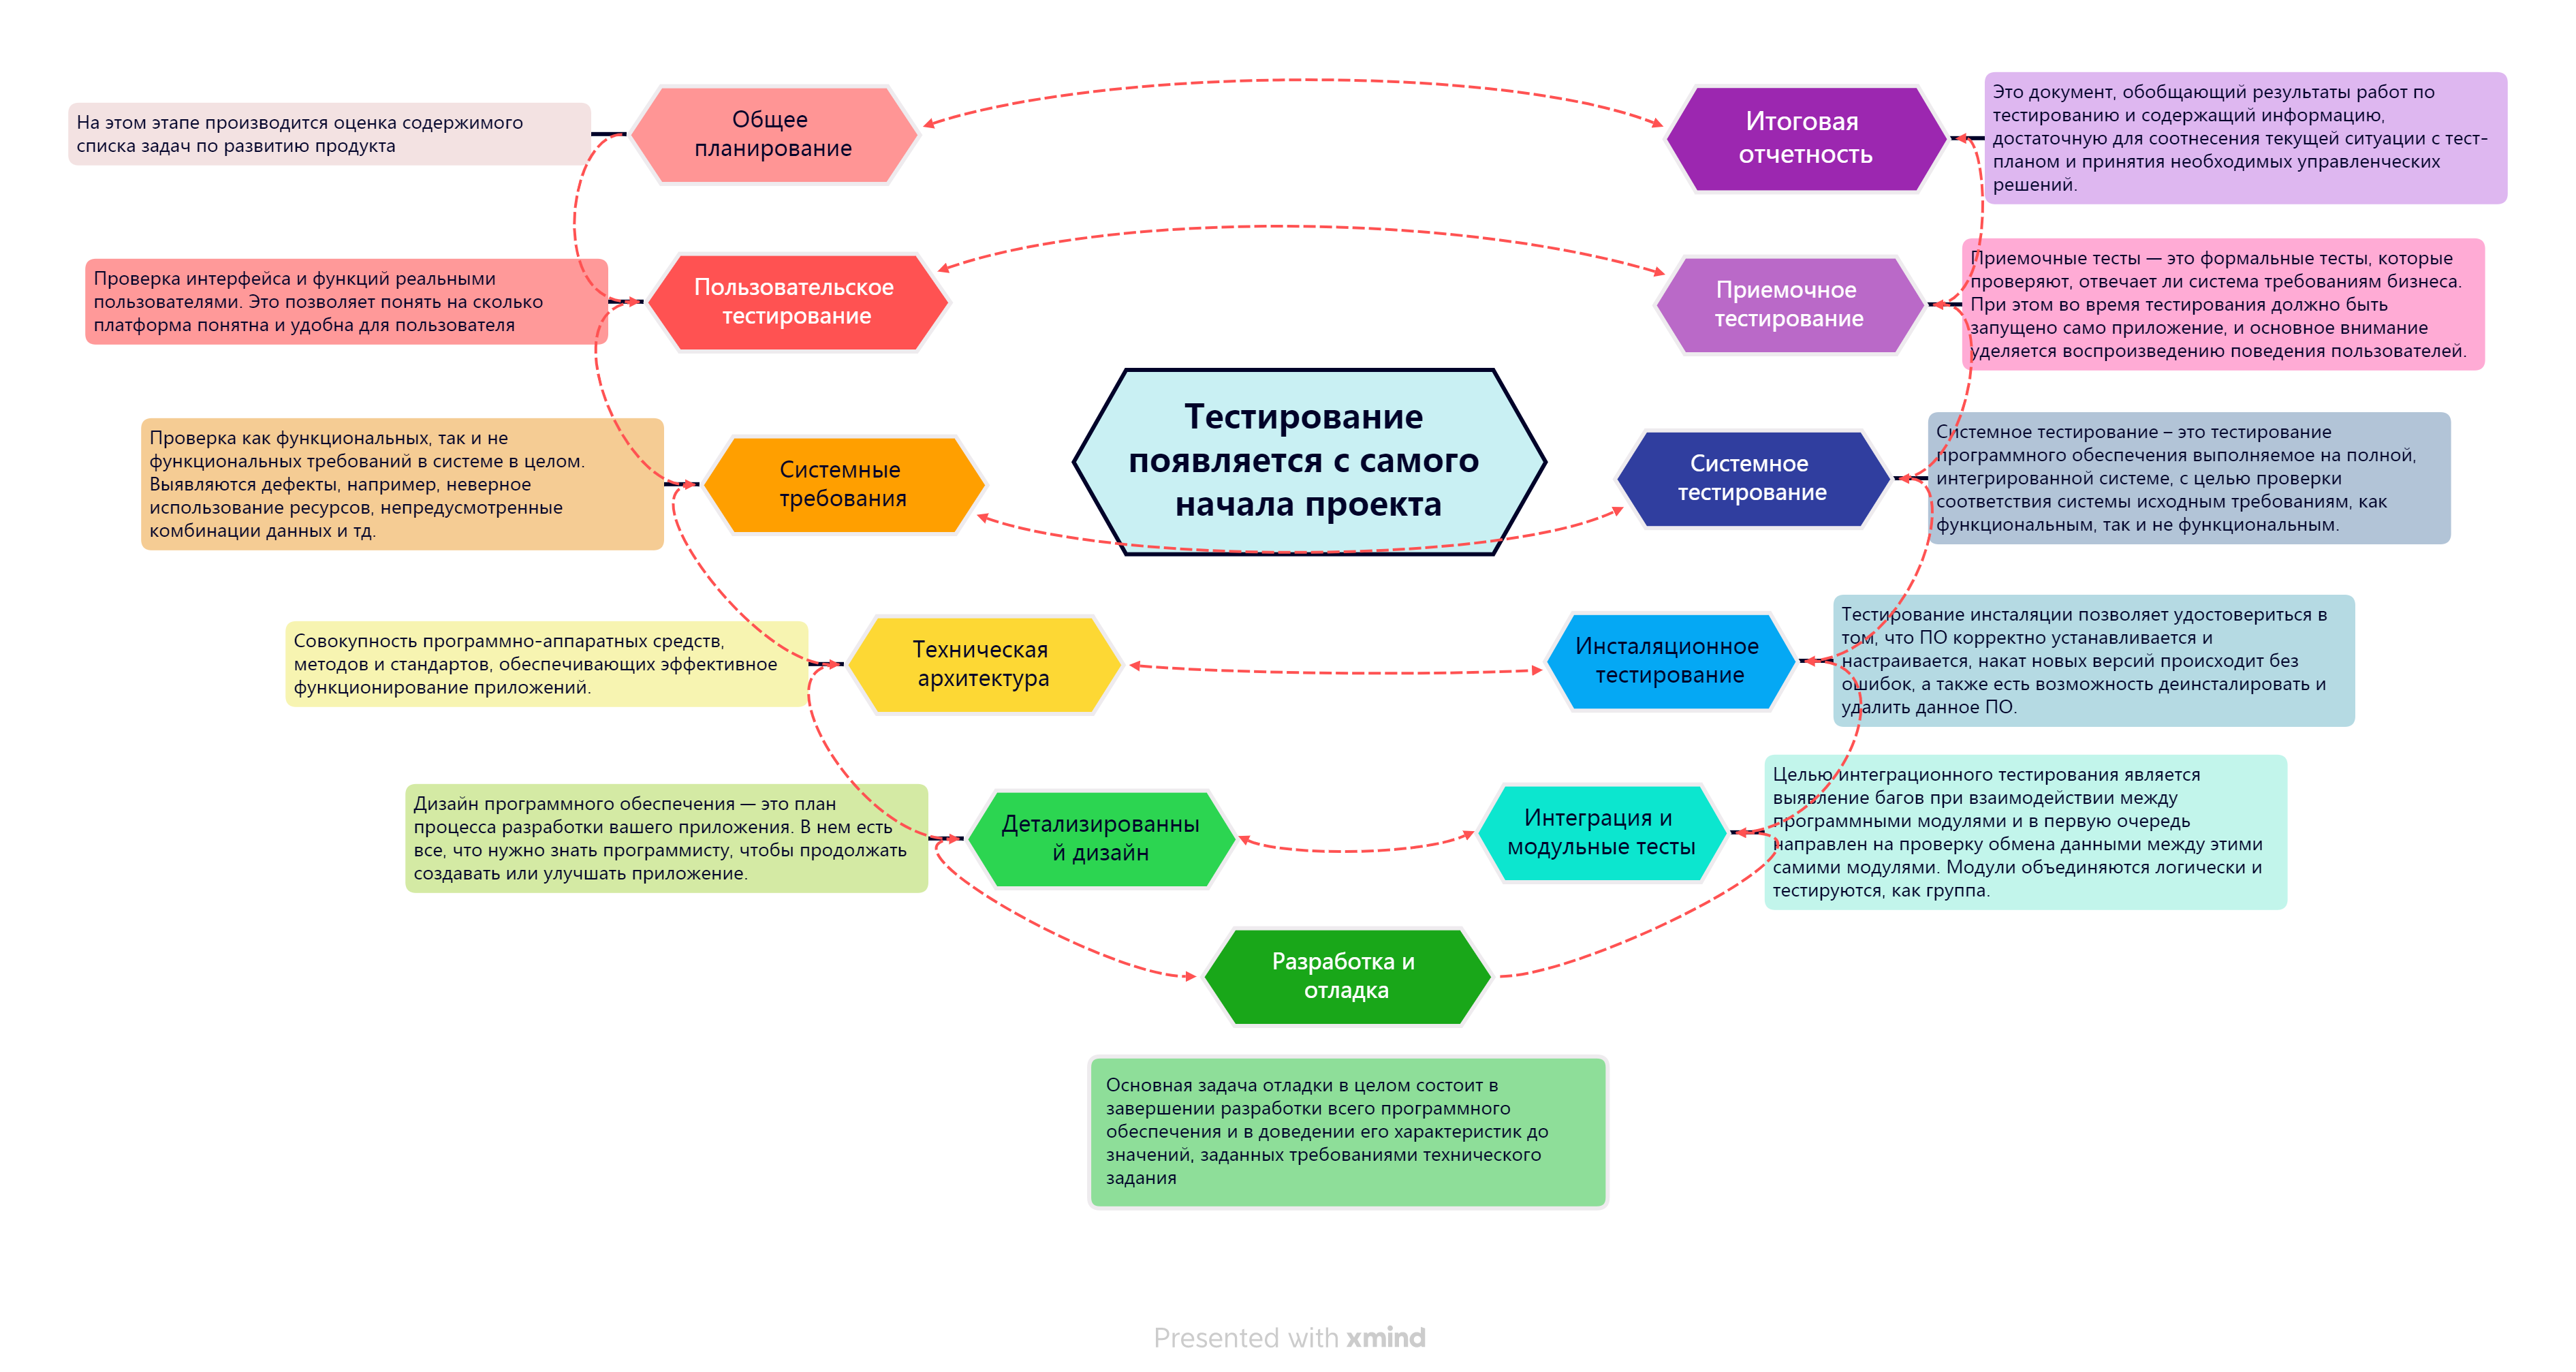 Общее
планирование
На этом этапе производится оценка содержимого
списка задач по развитию продукта
Итоговая
отчетность
Это документ, обобщающий результаты работ по
тестированию и содержащий информацию,
достаточную для соотнесения текущей ситуации с тест-
планом и принятия необходимых управленческих
решений.
Пользовательское
тестирование
Проверка интерфейса и функций реальными
пользователями. Это позволяет понять на сколько
платформа понятна и удобна для пользователя
Приемочное
тестирование
Приемочные тесты — это формальные тесты, которые
проверяют, отвечает ли система требованиям бизнеса.
При этом во время тестирования должно быть
запущено само приложение, и основное внимание
уделяется воспроизведению поведения пользователей.
Тестирование
появляется с самого
начала проекта
Системные
требования
Проверка как функциональных, так и не
функциональных требований в системе в целом.
Выявляются дефекты, например, неверное
использование ресурсов, непредусмотренные
комбинации данных и тд.
Системное
тестирование
Системное тестирование – это тестирование
программного обеспечения выполняемое на полной,
интегрированной системе, с целью проверки
соответствия системы исходным требованиям, как
функциональным, так и не функциональным.
Техническая
архитектура
Совокупность программно-аппаратных средств,
методов и стандартов, обеспечивающих эффективное
функционирование приложений.
Инсталяционное
тестирование
Тестирование инсталяции позволяет удостовериться в
том, что ПО корректно устанавливается и
настраивается, накат новых версий происходит без
ошибок, а также есть возможность деинсталировать и
удалить данное ПО.
Детализированны
й дизайн
Дизайн программного обеспечения — это план
процесса разработки вашего приложения. В нем есть
все, что нужно знать программисту, чтобы продолжать
создавать или улучшать приложение.
Интеграция и
модульные тесты
Целью интеграционного тестирования является
выявление багов при взаимодействии между
программными модулями и в первую очередь
направлен на проверку обмена данными между этими
самими модулями. Модули объединяются логически и
тестируются, как группа.
Разработка и
отладка
Основная задача отладки в целом состоит в
завершении разработки всего программного
обеспечения и в доведении его характеристик до
значений, заданных требованиями технического
задания
Presented with xmind